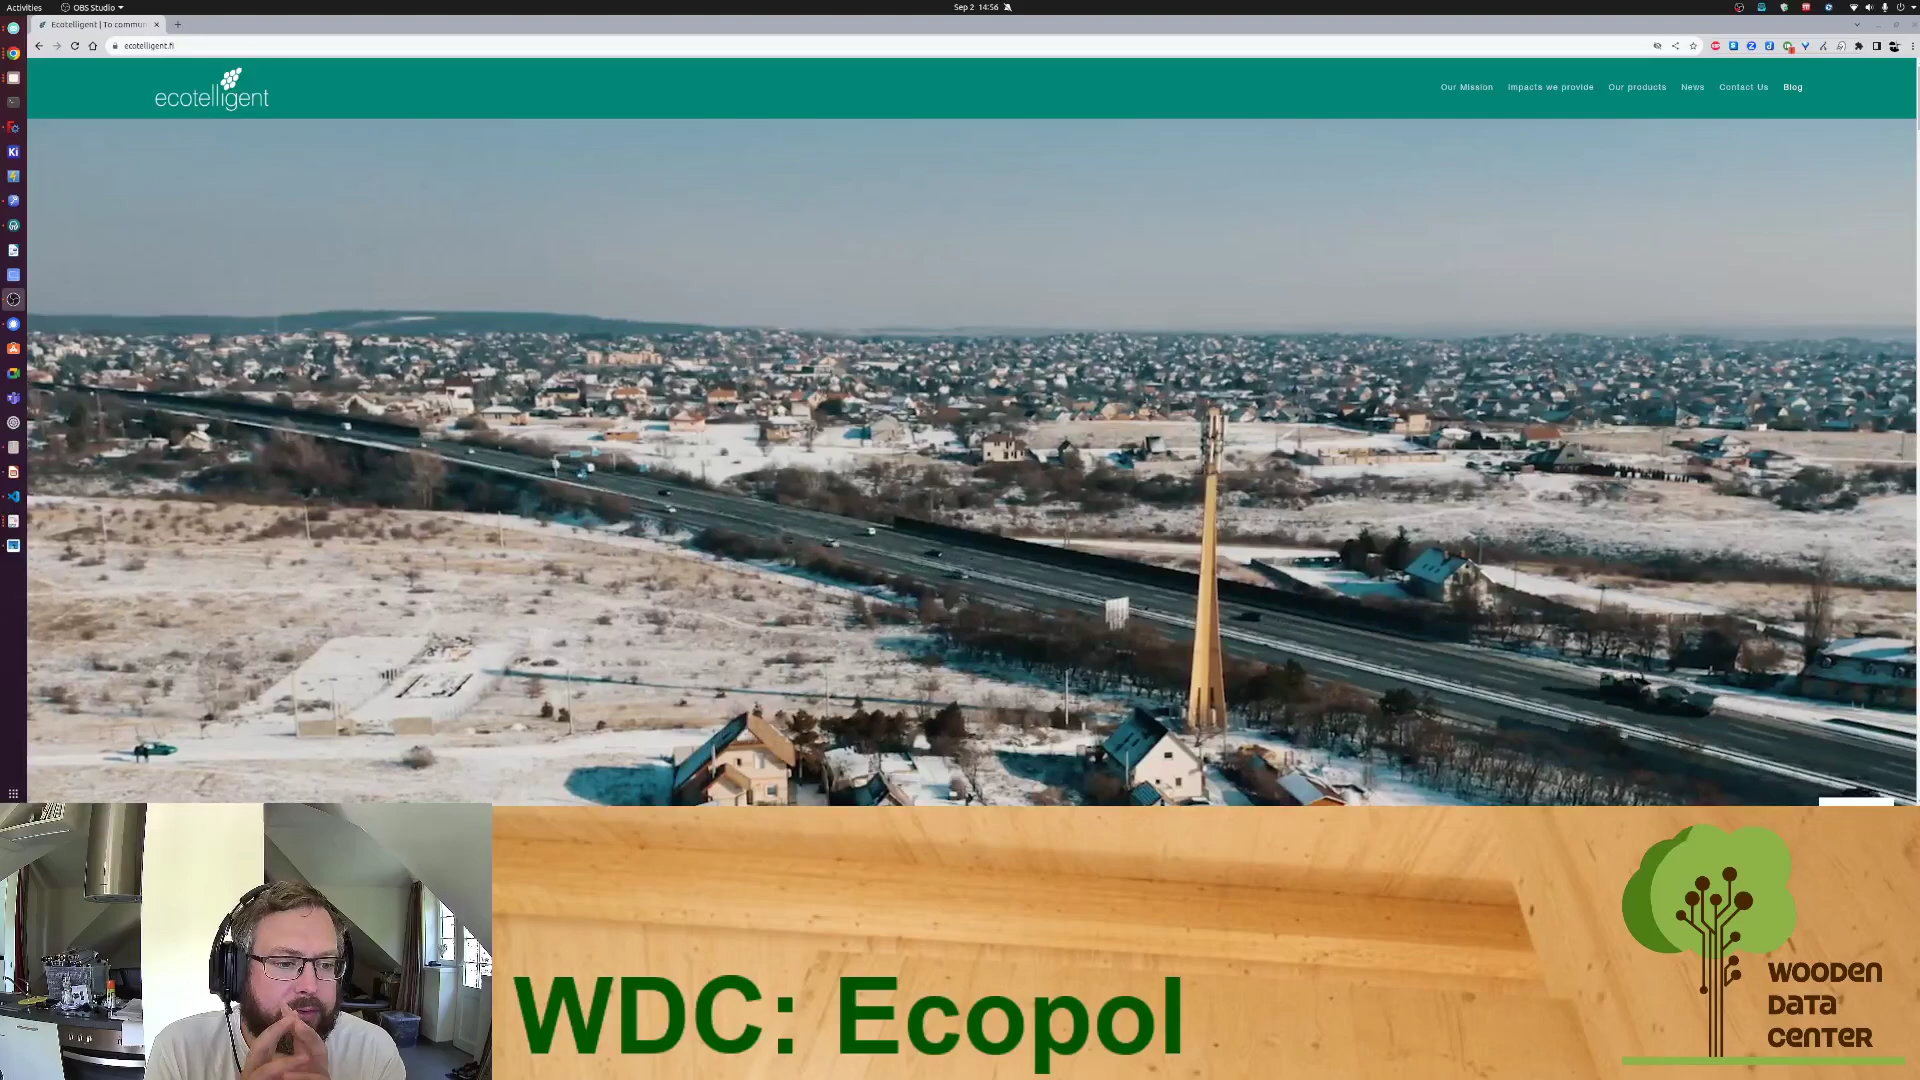 Activities
OBS Studio
Sep 2 14:56
Ecotelligent | To commun
ecotelligent.fi
ecotelligent
Our Mission
Impacts we provide
Our products
News
Contact Us
Blog
Ki
WDC: Ecopol
WOODEN
DATA
CENTER